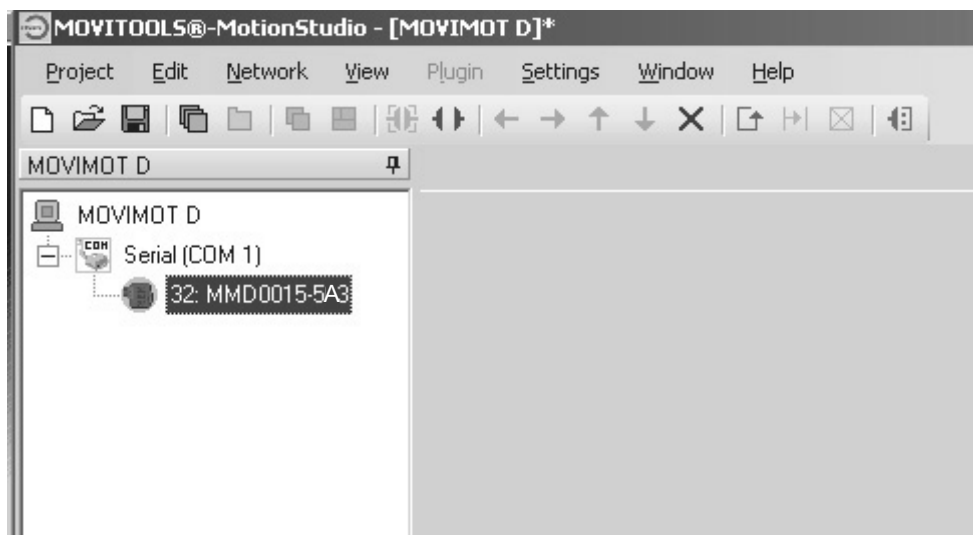 MOVITOOLS®-MotionStudio - [MOVIMOT D]*
Project Edit Network View Plugin Settings Window Help
MOVIMOT D
MOVIMOT D
COM
Serial (COM 1)
32: MMD0015-5A3